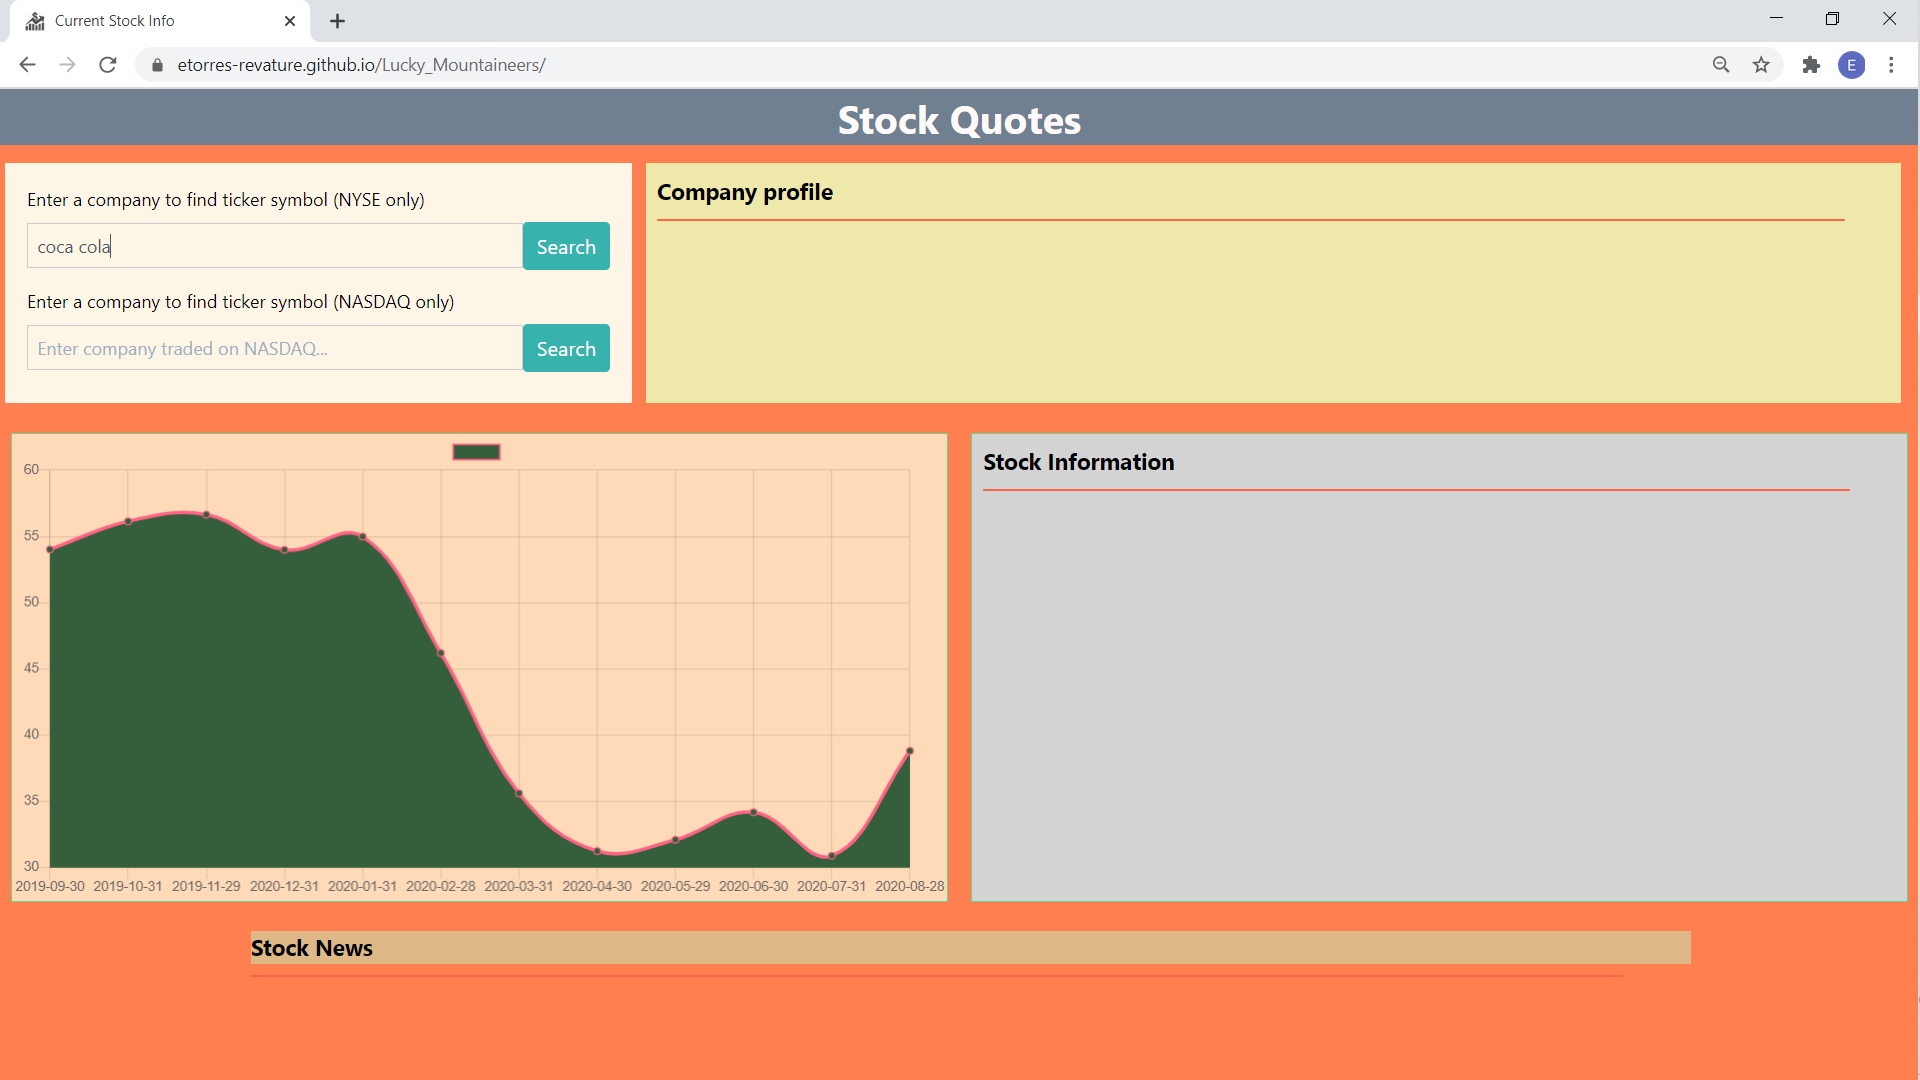 Current Stock Info
etorres-revature.github.io/Lucky_Mountaineers/
E
Stock Quotes
Enter a company to find ticker symbol (NYSE only)
coca cola
Search
Enter a company to find ticker symbol (NASDAQ only)
Enter company traded on NASDAQ...
Search
Company profile
60
55
50
45
40
35
30
2019-09-30 2019-10-31 2019-11-29 2019-12-31 2020-01-31 2020-02-28 2020-03-31 2020-04-30 2020-05-29 2020-06-30 2020-07-31 2020-08-28
Stock Information
Stock News